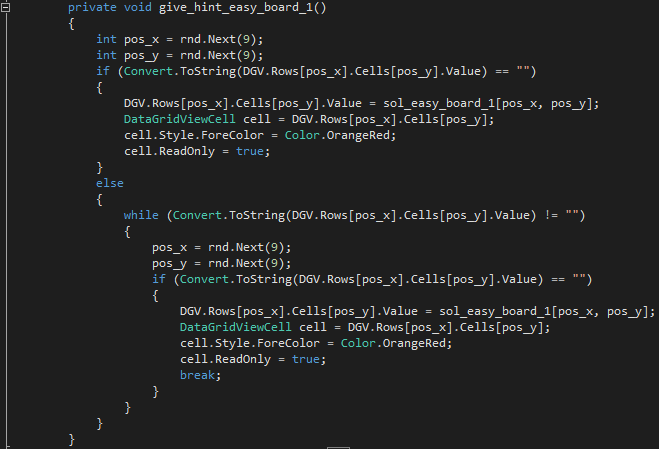 private void give_hint_easy_board_1()
{
int pos_x = rnd.Next(9);
int pos_y = rnd.Next(9);
if (Convert.ToString(DGV.Rows[pos_x].Cells[pos_y].Value) == "")
{
DGV.Rows[pos_x].Cells[pos_y].Value = sol_easy_board_1[pos_x, pos_y];
DataGridViewCell cell = DGV.Rows[pos_x].Cells[pos_y];
cell.Style.ForeColor = Color.OrangeRed;
cell.ReadOnly = true;
}
else
{
while (Convert.ToString(DGV.Rows[pos_x].Cells[pos_y].Value) != "")
{
pos_x = rnd.Next(9);
pos_y = rnd.Next(9);
if (Convert.ToString(DGV.Rows[pos_x].Cells[pos_y].Value) == "")
{
DGV.Rows[pos_x].Cells[pos_y].Value = sol_easy_board_1[pos_x, pos_y];
DataGridViewCell cell = DGV.Rows[pos_x].Cells[pos_y];
cell.Style.ForeColor = Color.OrangeRed;
cell.ReadOnly = true;
break;
}
}
}
}